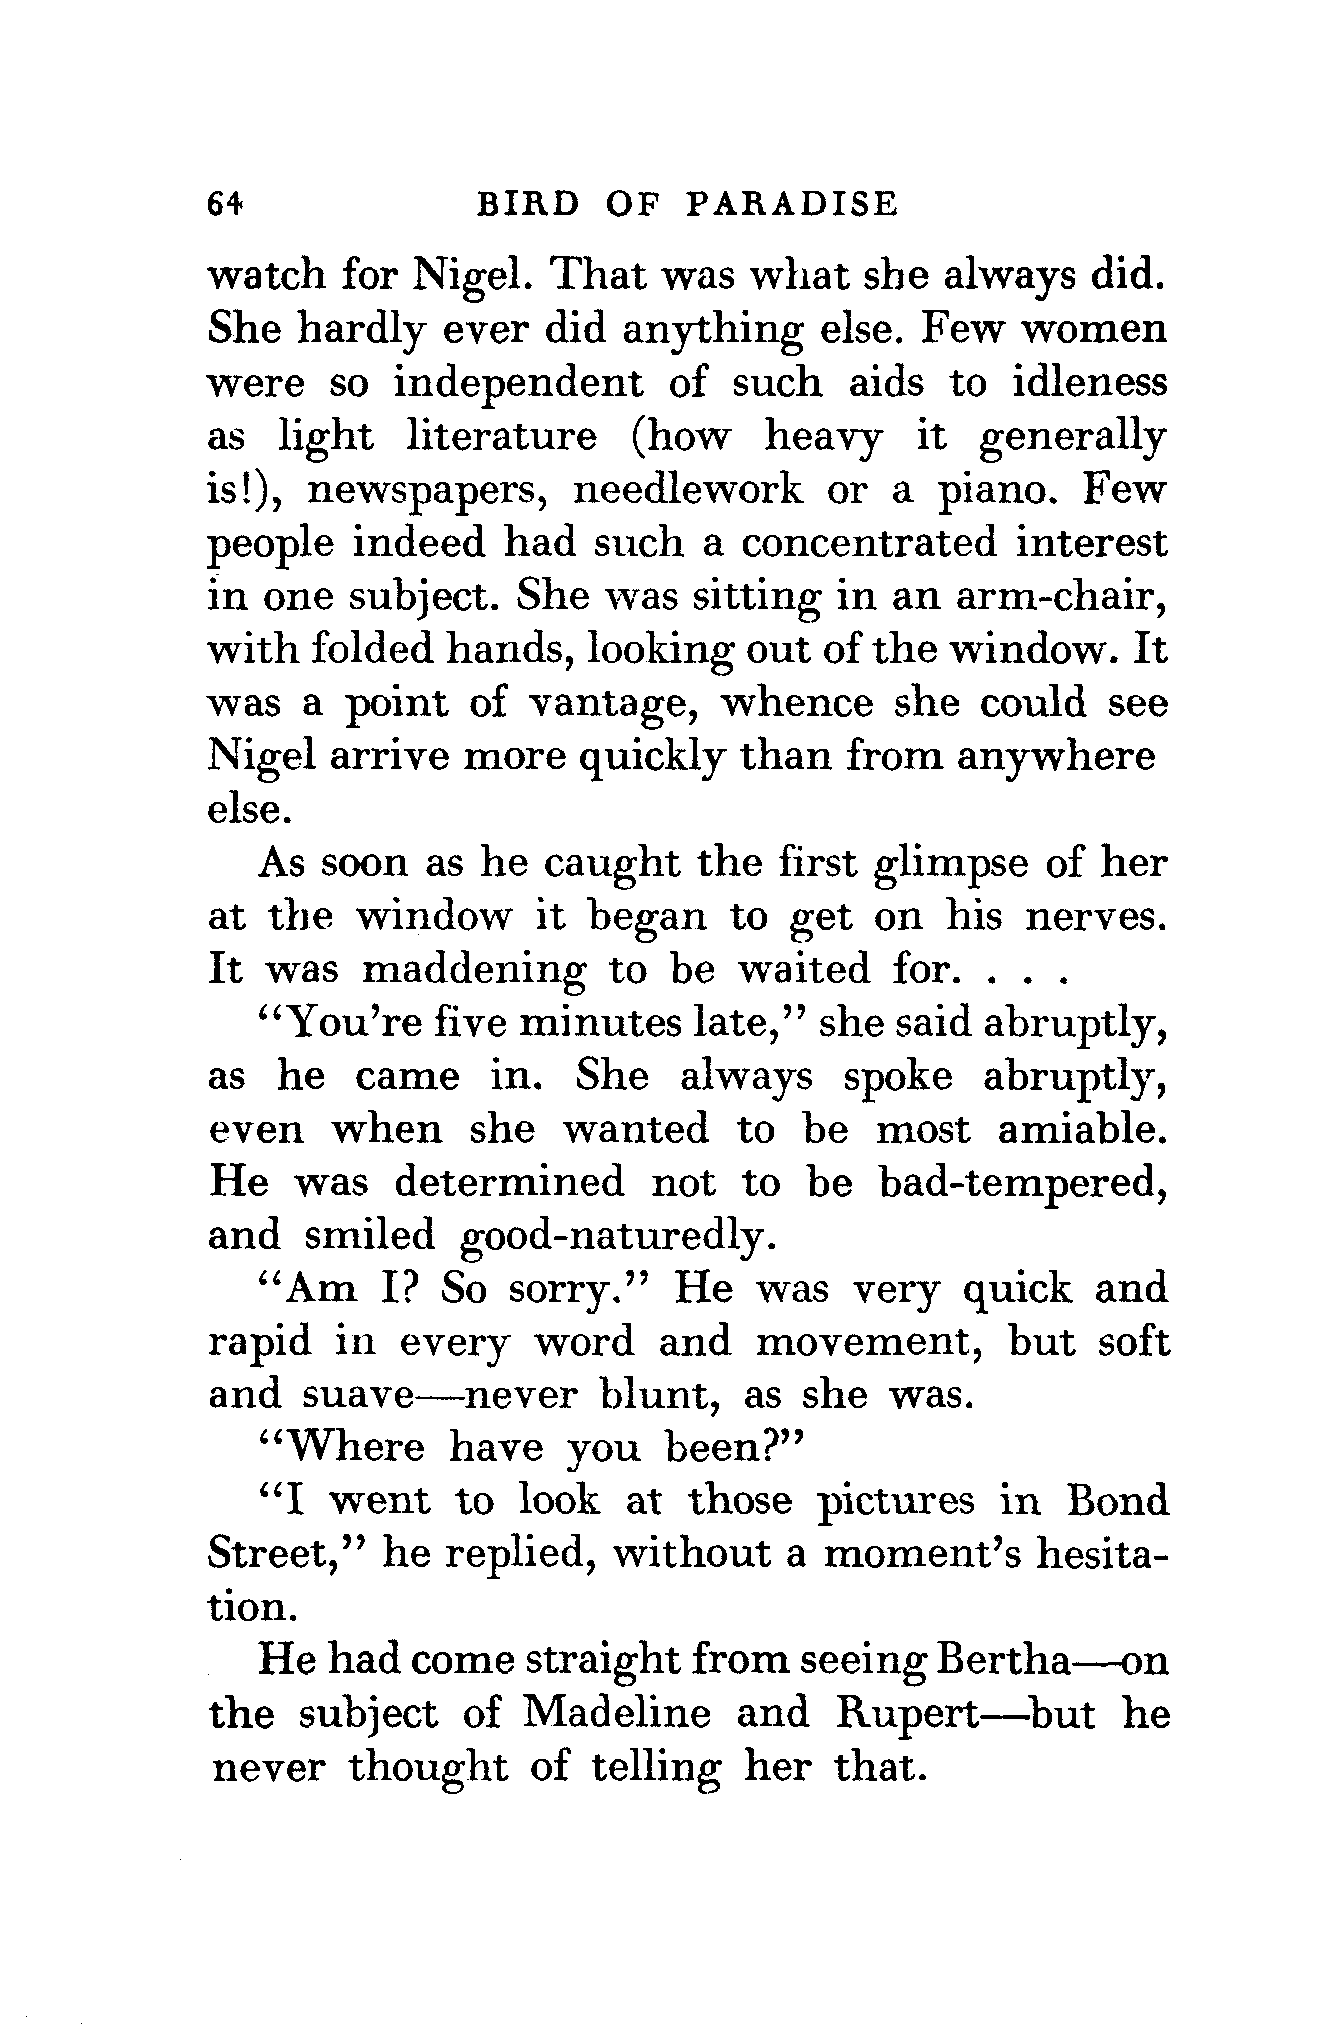 64 BIRD OF PARADISE
watch for Nigel. That was what she always did.
She hardly ever did anything else. Few women
were so independent of such aids to idleness
as light literature (how heavy it generally
is!), newspapers, needlework or a piano. Few
people indeed had such a concentrated interest
in one subject. She was sitting in an arm-chair,
with folded hands, looking out of the window. It
was a point of vantage, whence she could see
Nigel arrive more quickly than from anywhere
else.
As soon as he caught the first glimpse of her
at the window it began to get on his nerves.
It was maddening to be waited for. . . .
“You’re five minutes late,” she said abruptly,
as he came in. She always spoke abruptly,
even when she wanted to be most amiable.
He was determined not to be bad-tempered,
and smiled good-naturedly.
“Am I? So sorry.” He was very quick and
rapid in every word and movement, but soft
and suave—never blunt, as she was.
“Where have you been?”
“I went to look at those pictures in Bond
Street,” he replied, without a moment’s hesita-
tion.
He had come straight from seeing Bertha—on
the subject of Madeline and Rupert—but he
never thought of telling her that.